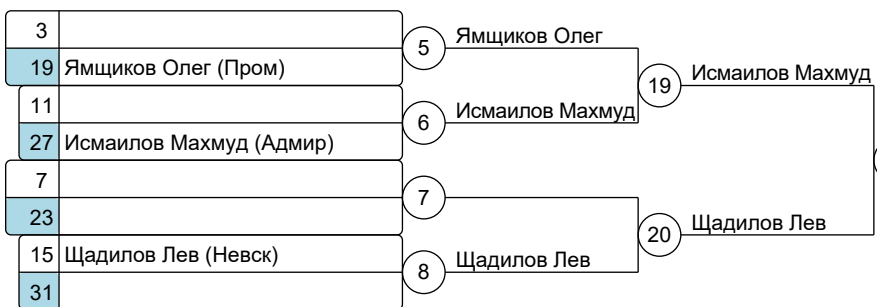 3
5
Ямщиков Олег
19 Ямщиков Олег (Пром)
19
Исмаилов Махмуд
11
6
Исмаилов Махмуд
27 Исмаилов Махмуд (Адмир)
7
7
23
20
Щадилов Лев
15 Щадилов Лев (Невск)
8
Щадилов Лев
31